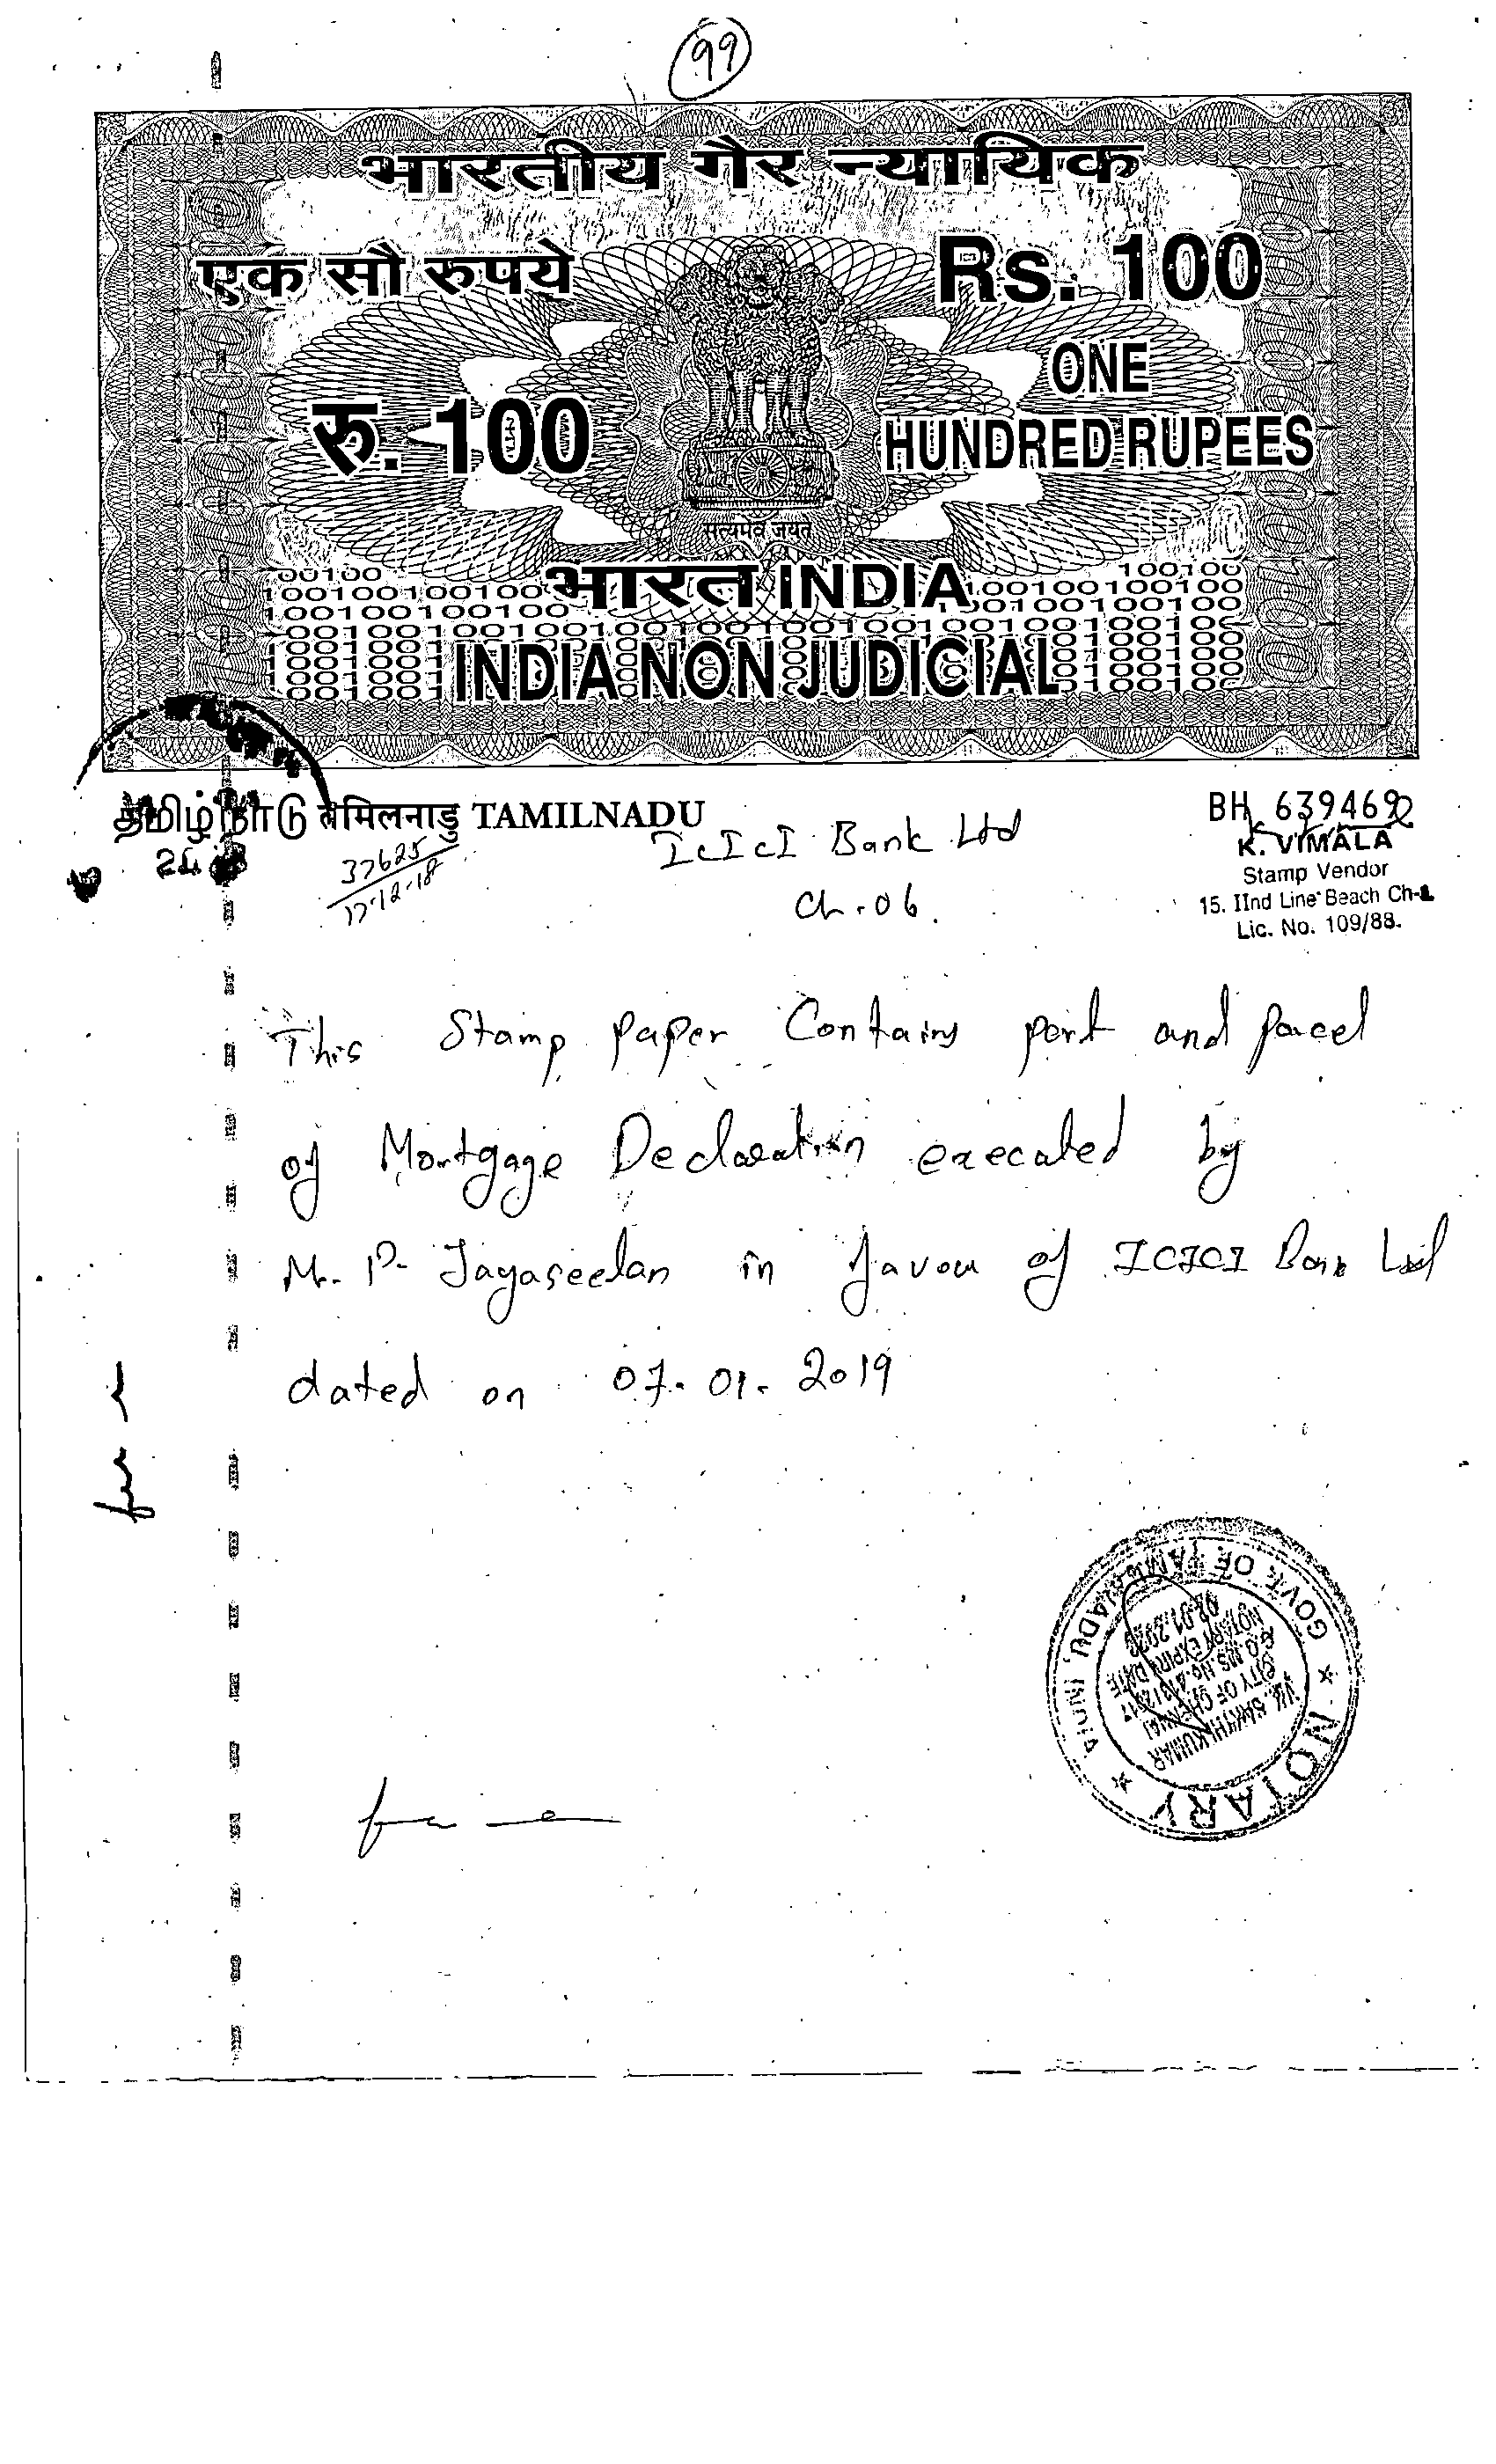 99
भारतीय गैर न्यायिक
एक सौ रुपये
Rs. 100
ONE
रु. 100
HUNDRED RUPEES
सत्यमेव जयते
भारत INDIA
INDIA NON JUDICIAL
தமிழ்நாடு तमिलनाडु TAMILNADU
BH 639469
37625
17-12-18
ICICI Bank Ltd
Ch-06.
K. VIMALA
Stamp Vendor
15. IInd Line Beach Ch-1
Lic. No. 109/88.
This Stamp paper Contains part and parcel
of Mortgage Declaration executed by
Mr. P. Jayaseelan in favour of ICICI Bank Ltd
dated on 07-01-2019
NOTARY ★ GOVT. OF TAMILNADU, INDIA ★
SAKTHI KUMAR
CITY OF CHENNAI
NOTARY EXPIRY DATE